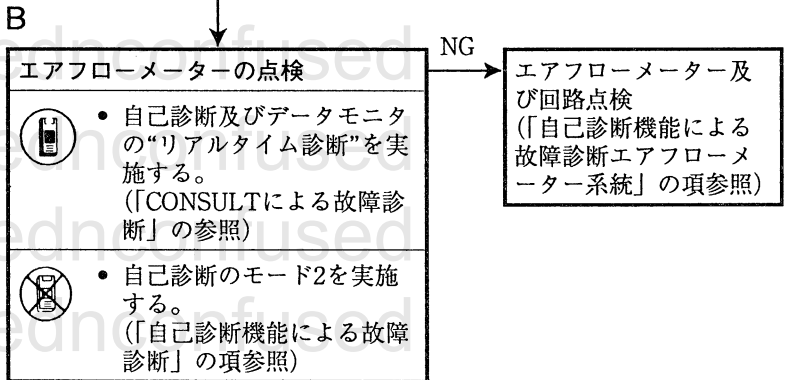 B
エアフローメーターの点検
• 自己診断及びデータモニタ
の“リアルタイム診断”を実
施する。
(「CONSULTによる故障診
断」の参照)
• 自己診断のモード2を実施
する。
(「自己診断機能による故障
診断」の項参照)
NG
エアフローメーター及
び回路点検
(「自己診断機能による
故障診断エアフローメ
ーター系統」の項参照)
ednconfused
ednconfused
ednconfused
ednconfused